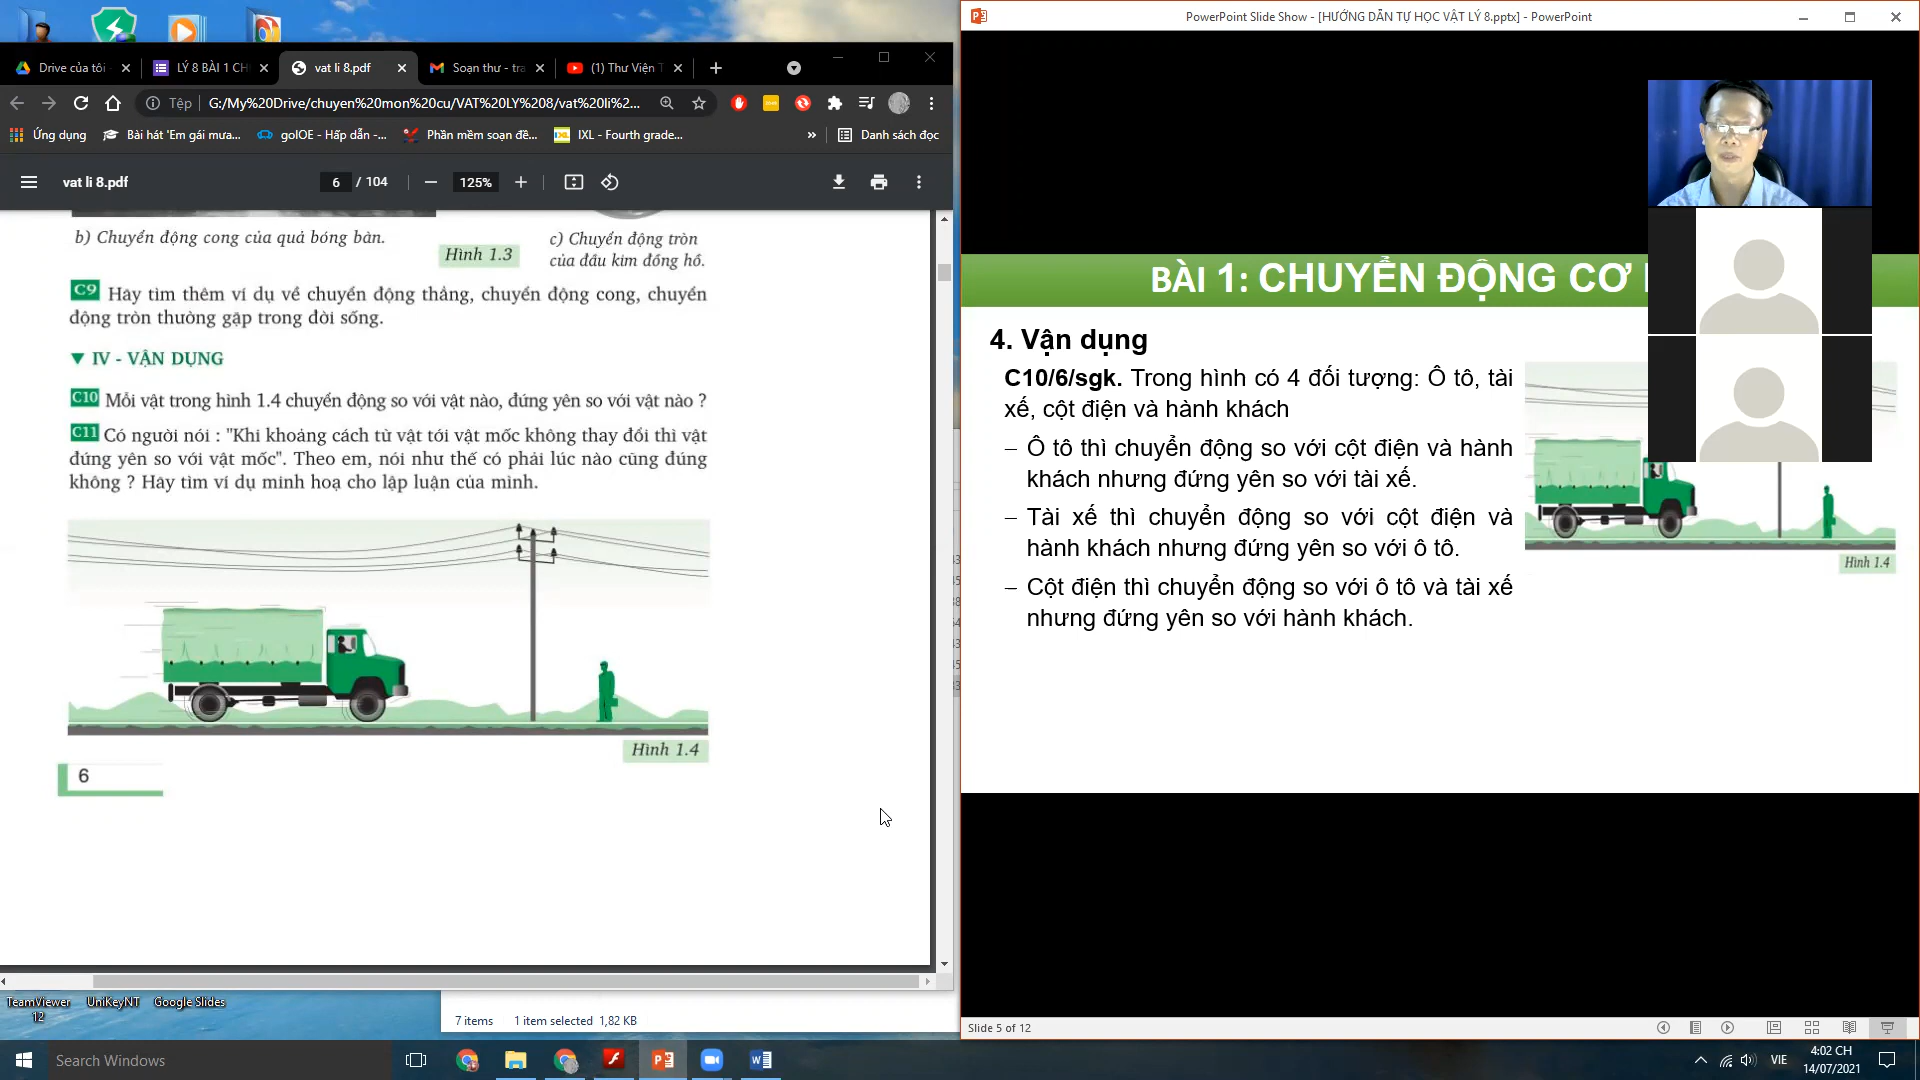 Drive của tôi
LÝ 8 BÀI 1 CH
vat li 8.pdf
Soạn thư - tra
(1) Thư Viện T
Tệp
G:/My%20Drive/chuyen%20mon%20cu/VAT%20LY%208/vat%20li%2...
Ứng dụng
Bài hát 'Em gái mưa...
goIOE - Hấp dẫn -...
Phần mềm soạn đề...
IXL - Fourth grade...
»
Danh sách đọc
vat li 8.pdf
6 / 104
125%
b) Chuyển động cong của quả bóng bàn.
Hình 1.3
c) Chuyển động tròn
của đầu kim đồng hồ.
C9 Hãy tìm thêm ví dụ về chuyển động thẳng, chuyển động cong, chuyển
động tròn thường gặp trong đời sống.
IV - VẬN DỤNG
C10 Mỗi vật trong hình 1.4 chuyển động so với vật nào, đứng yên so với vật nào ?
C11 Có người nói : "Khi khoảng cách từ vật tới vật mốc không thay đổi thì vật
đứng yên so với vật mốc". Theo em, nói như thế có phải lúc nào cũng đúng
không ? Hãy tìm ví dụ minh hoạ cho lập luận của mình.
Hình 1.4
6
TeamViewer
12
UniKeyNT
Google Slides
7 items
1 item selected 1,82 KB
PowerPoint Slide Show - [HƯỚNG DẪN TỰ HỌC VẬT LÝ 8.pptx] - PowerPoint
BÀI 1: CHUYỂN ĐỘNG CƠ
4. Vận dụng
C10/6/sgk. Trong hình có 4 đối tượng: Ô tô, tài
xế, cột điện và hành khách
– Ô tô thì chuyển động so với cột điện và hành
khách nhưng đứng yên so với tài xế.
– Tài xế thì chuyển động so với cột điện và
hành khách nhưng đứng yên so với ô tô.
– Cột điện thì chuyển động so với ô tô và tài xế
nhưng đứng yên so với hành khách.
Hình 1.4
Slide 5 of 12
Search Windows
VIE
4:02 CH
14/07/2021